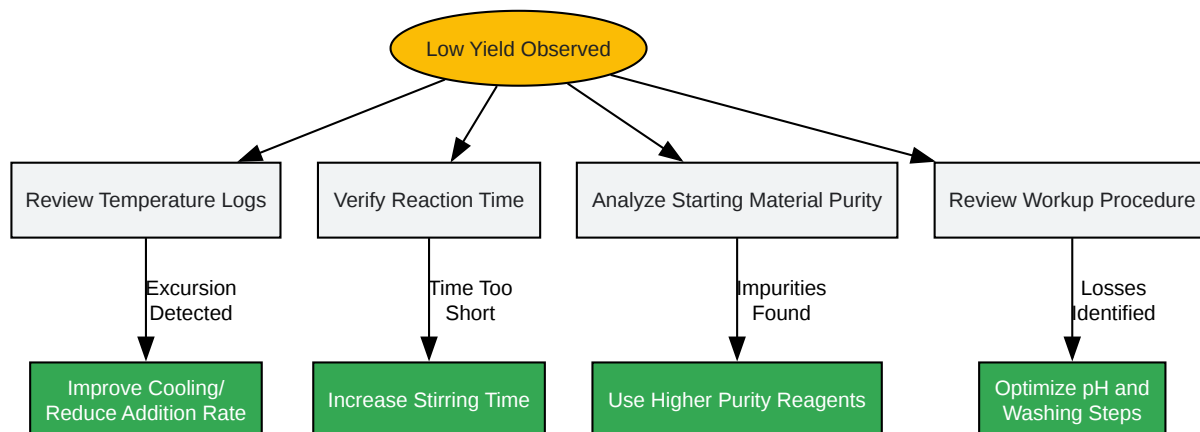 Low Yield Observed
Review Temperature Logs
Verify Reaction Time
Analyze Starting Material Purity
Review Workup Procedure
Excursion
Detected
Time Too
Short
Impurities
Found
Losses
Identified
Improve Cooling/
Reduce Addition Rate
Increase Stirring Time
Use Higher Purity Reagents
Optimize pH and
Washing Steps